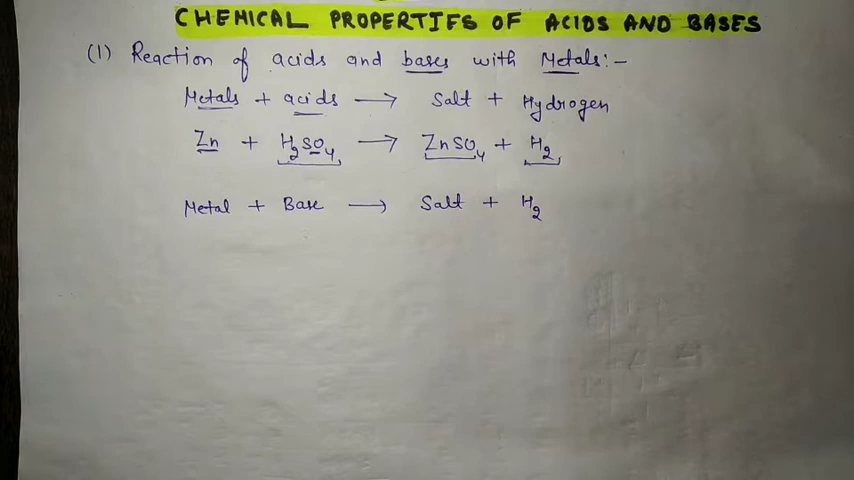 CHEMICAL PROPERTIES OF ACIDS AND BASES
(1) Reaction of acids and bases with Metals:-
Metals + acids ⟶ Salt + Hydrogen
Zn + H₂SO₄ ⟶ ZnSO₄ + H₂
Metal + Base ⟶ Salt + H₂